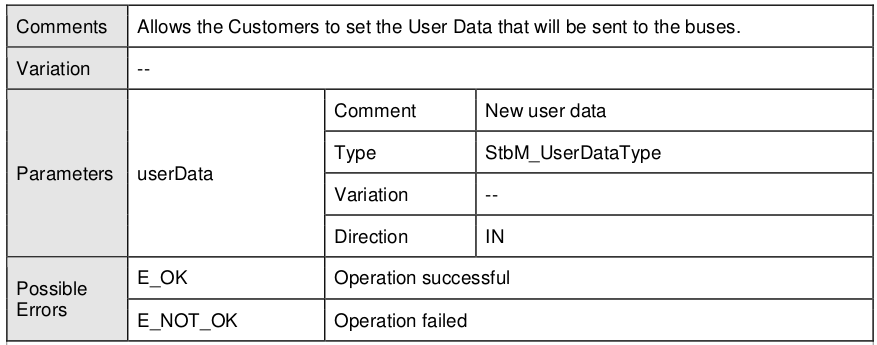 Comments Allows the Customers to set the User Data that will be sent to the buses.
Variation --
Parameters userData Comment New user data
Type StbM_UserDataType
Variation --
Direction IN
Possible Errors E_OK Operation successful
E_NOT_OK Operation failed